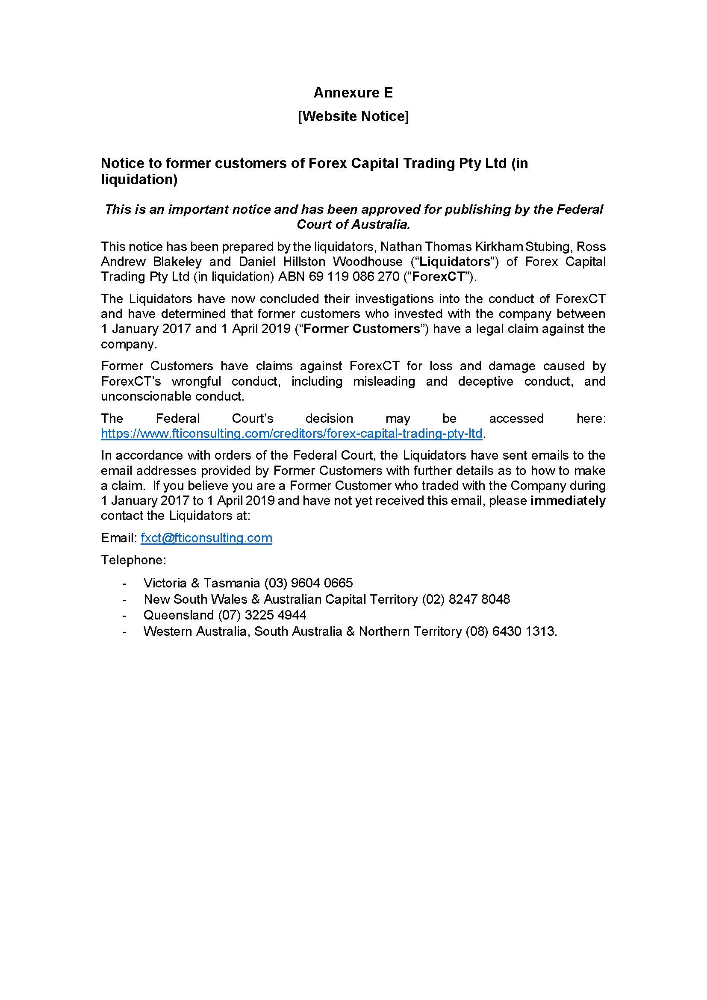 Annexure E
[Website Notice]
Notice to former customers of Forex Capital Trading Pty Ltd (in
liquidation)
This is an important notice and has been approved for publishing by the Federal
Court of Australia.
This notice has been prepared by the liquidators, Nathan Thomas Kirkham Stubing, Ross
Andrew Blakeley and Daniel Hillston Woodhouse (“Liquidators”) of Forex Capital
Trading Pty Ltd (in liquidation) ABN 69 119 086 270 (“ForexCT”).
The Liquidators have now concluded their investigations into the conduct of ForexCT
and have determined that former customers who invested with the company between
1 January 2017 and 1 April 2019 (“Former Customers”) have a legal claim against the
company.
Former Customers have claims against ForexCT for loss and damage caused by
ForexCT’s wrongful conduct, including misleading and deceptive conduct, and
unconscionable conduct.
The Federal Court’s decision may be accessed here:
https://www.fticonsulting.com/creditors/forex-capital-trading-pty-ltd.
In accordance with orders of the Federal Court, the Liquidators have sent emails to the
email addresses provided by Former Customers with further details as to how to make
a claim.  If you believe you are a Former Customer who traded with the Company during
1 January 2017 to 1 April 2019 and have not yet received this email, please immediately
contact the Liquidators at:
Email: fxct@fticonsulting.com
Telephone:
- Victoria & Tasmania (03) 9604 0665
- New South Wales & Australian Capital Territory (02) 8247 8048
- Queensland (07) 3225 4944
- Western Australia, South Australia & Northern Territory (08) 6430 1313.